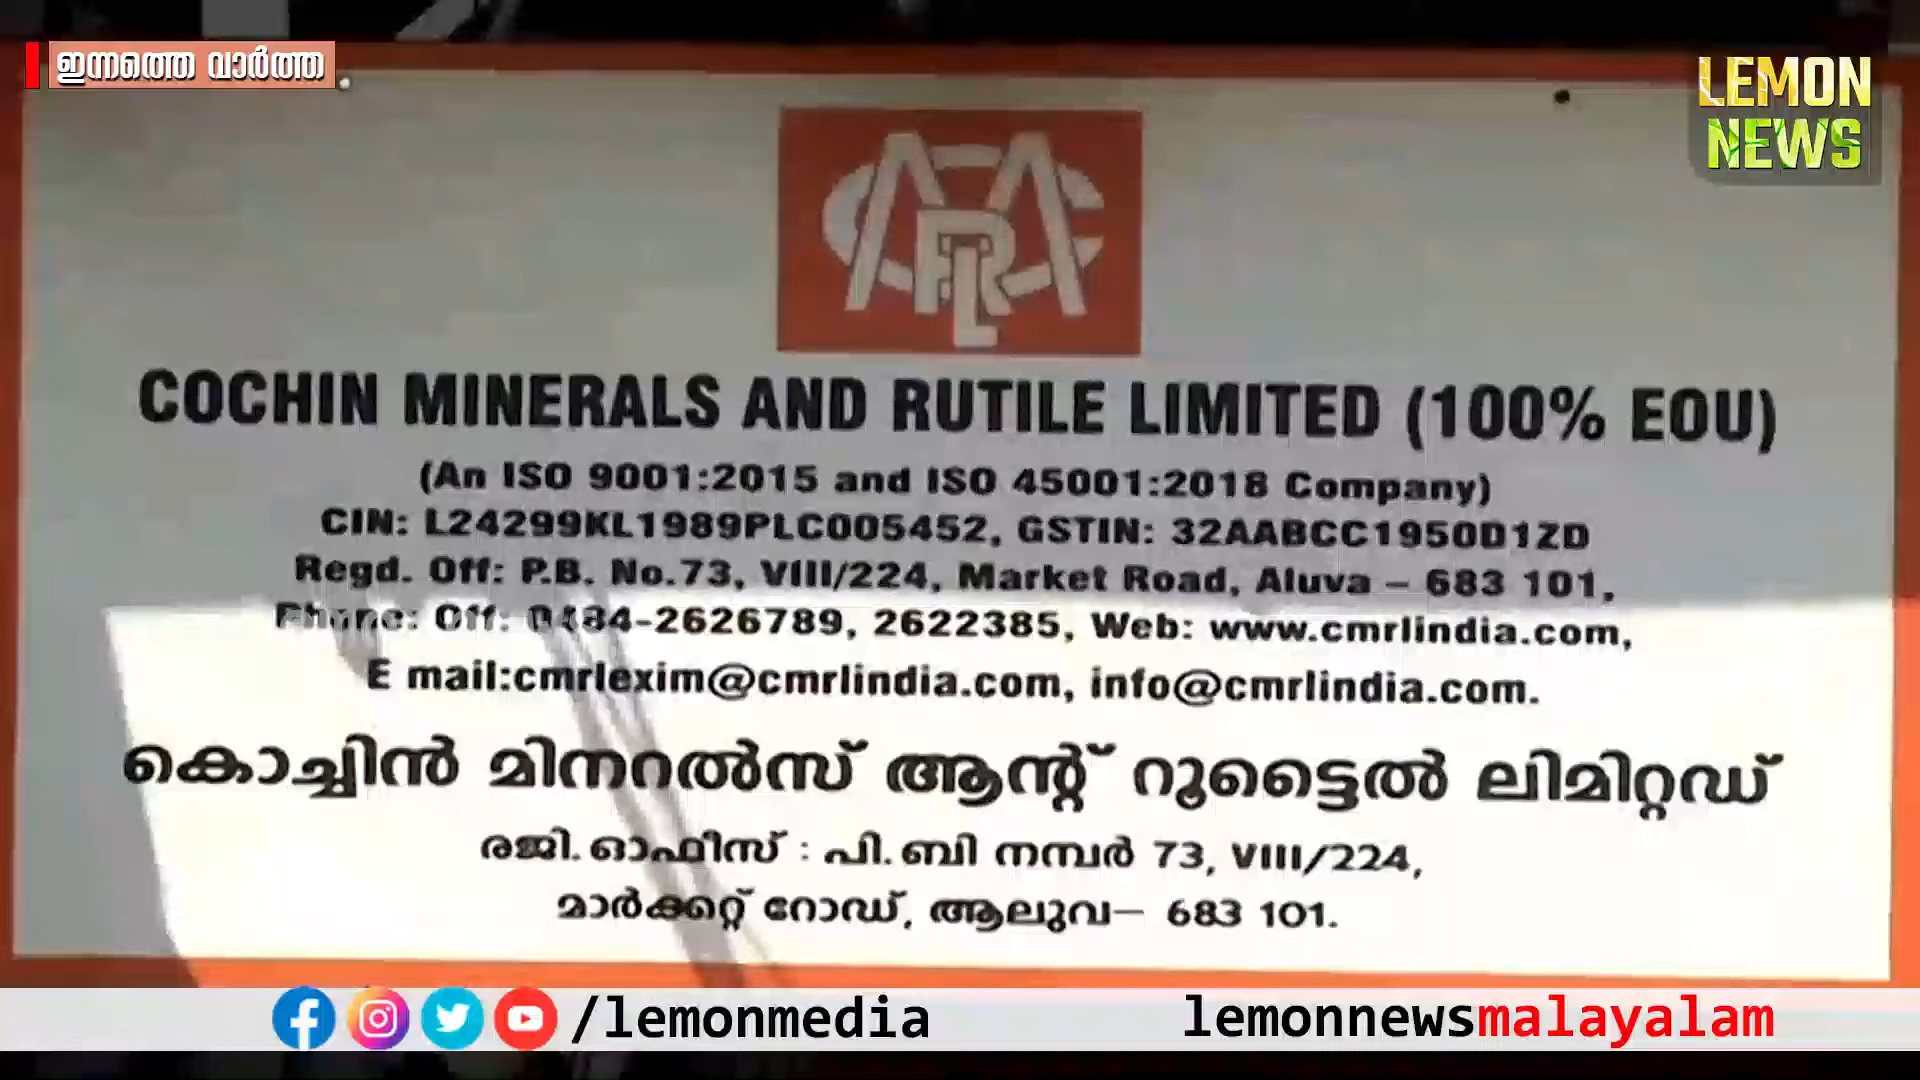 ഇന്നത്തെ വാർത്ത
LEMON
NEWS
CMRL
COCHIN MINERALS AND RUTILE LIMITED (100% EOU)
(An ISO 9001:2015 and ISO 45001:2018 Company)
CIN: L24299KL1989PLC005452, GSTIN: 32AABCC1950D1ZD
Regd. Off: P.B. No.73, VIII/224, Market Road, Aluva – 683 101,
Phone: Off: 0484-2626789, 2622385, Web: www.cmrlindia.com,
E mail:cmrlexim@cmrlindia.com, info@cmrlindia.com.
കൊച്ചിൻ മിനറൽസ് ആന്റ് റൂട്ടൈൽ ലിമിറ്റഡ്
രജി. ഓഫീസ് : പി. ബി നമ്പർ 73, VIII/224,
മാർക്കറ്റ് റോഡ്, ആലുവ– 683 101.
/lemonmedia
lemonnewsmalayalam